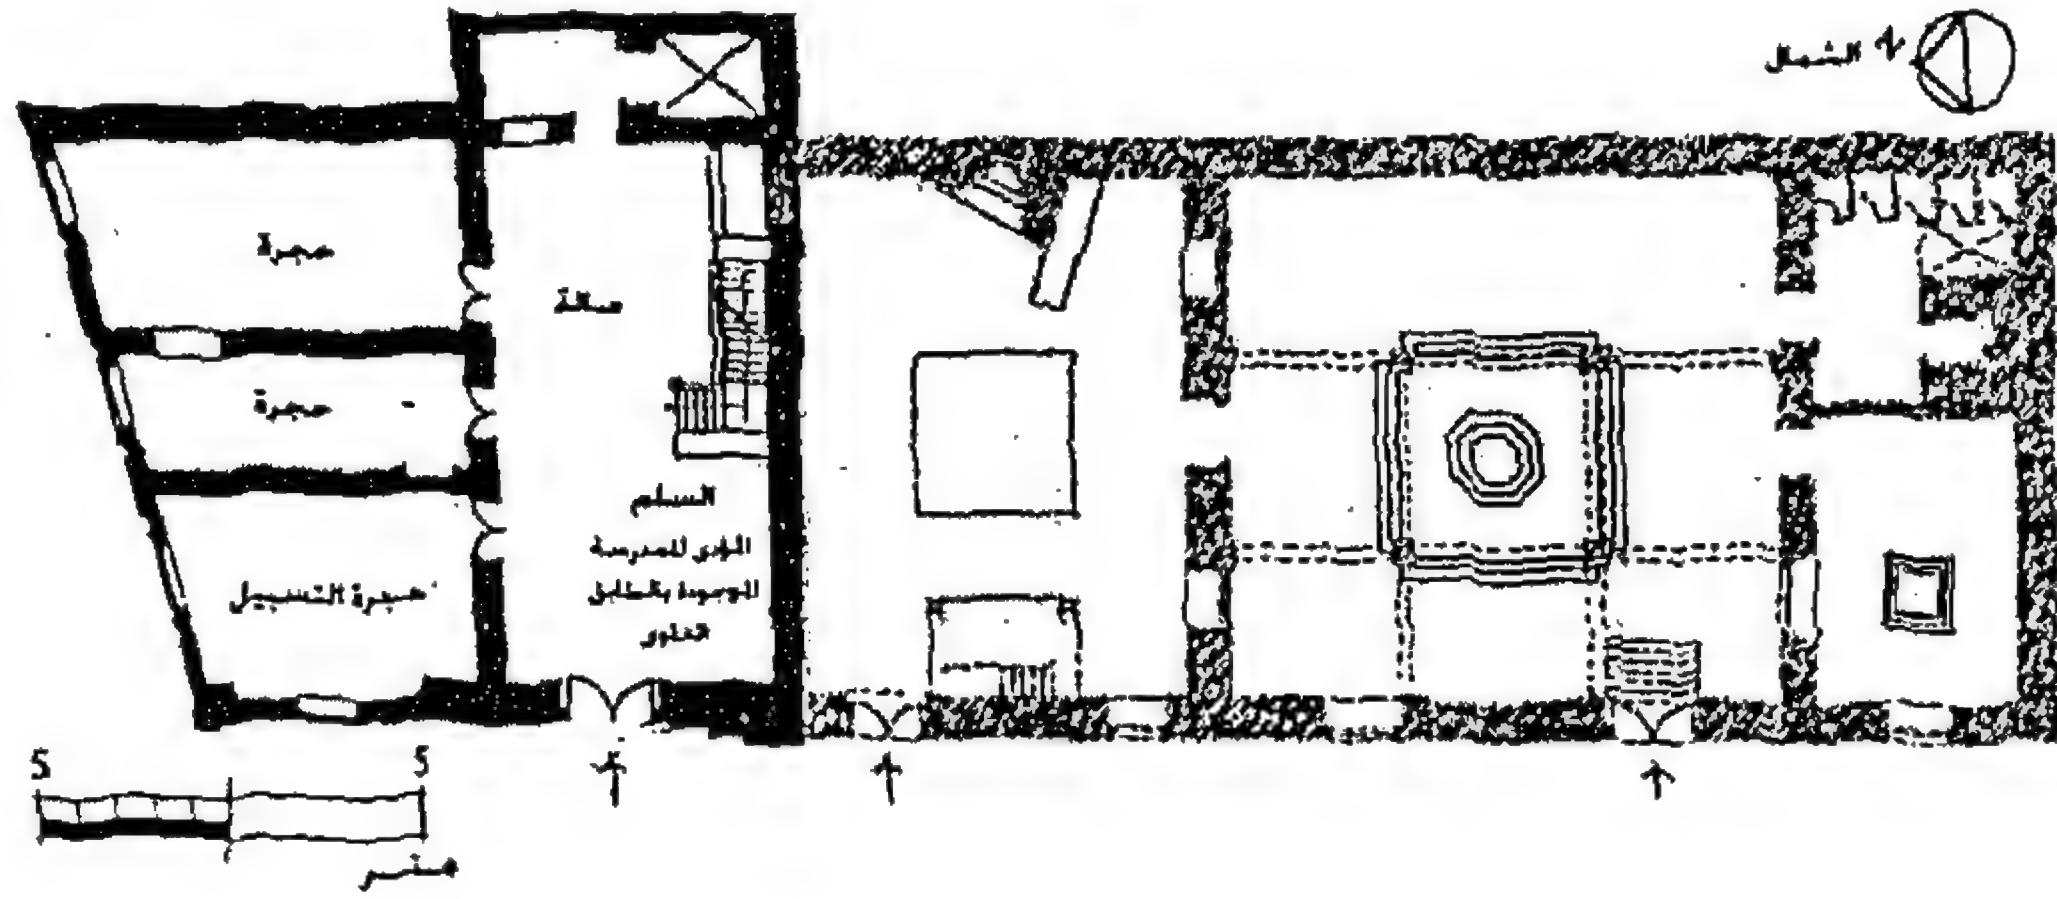 N الشمال
حجرة
صالة
حجرة
السلم
المؤدي للمدرسة
الموجودة بالطابق
العلوي
حجرة التسبيل
5 5
متر